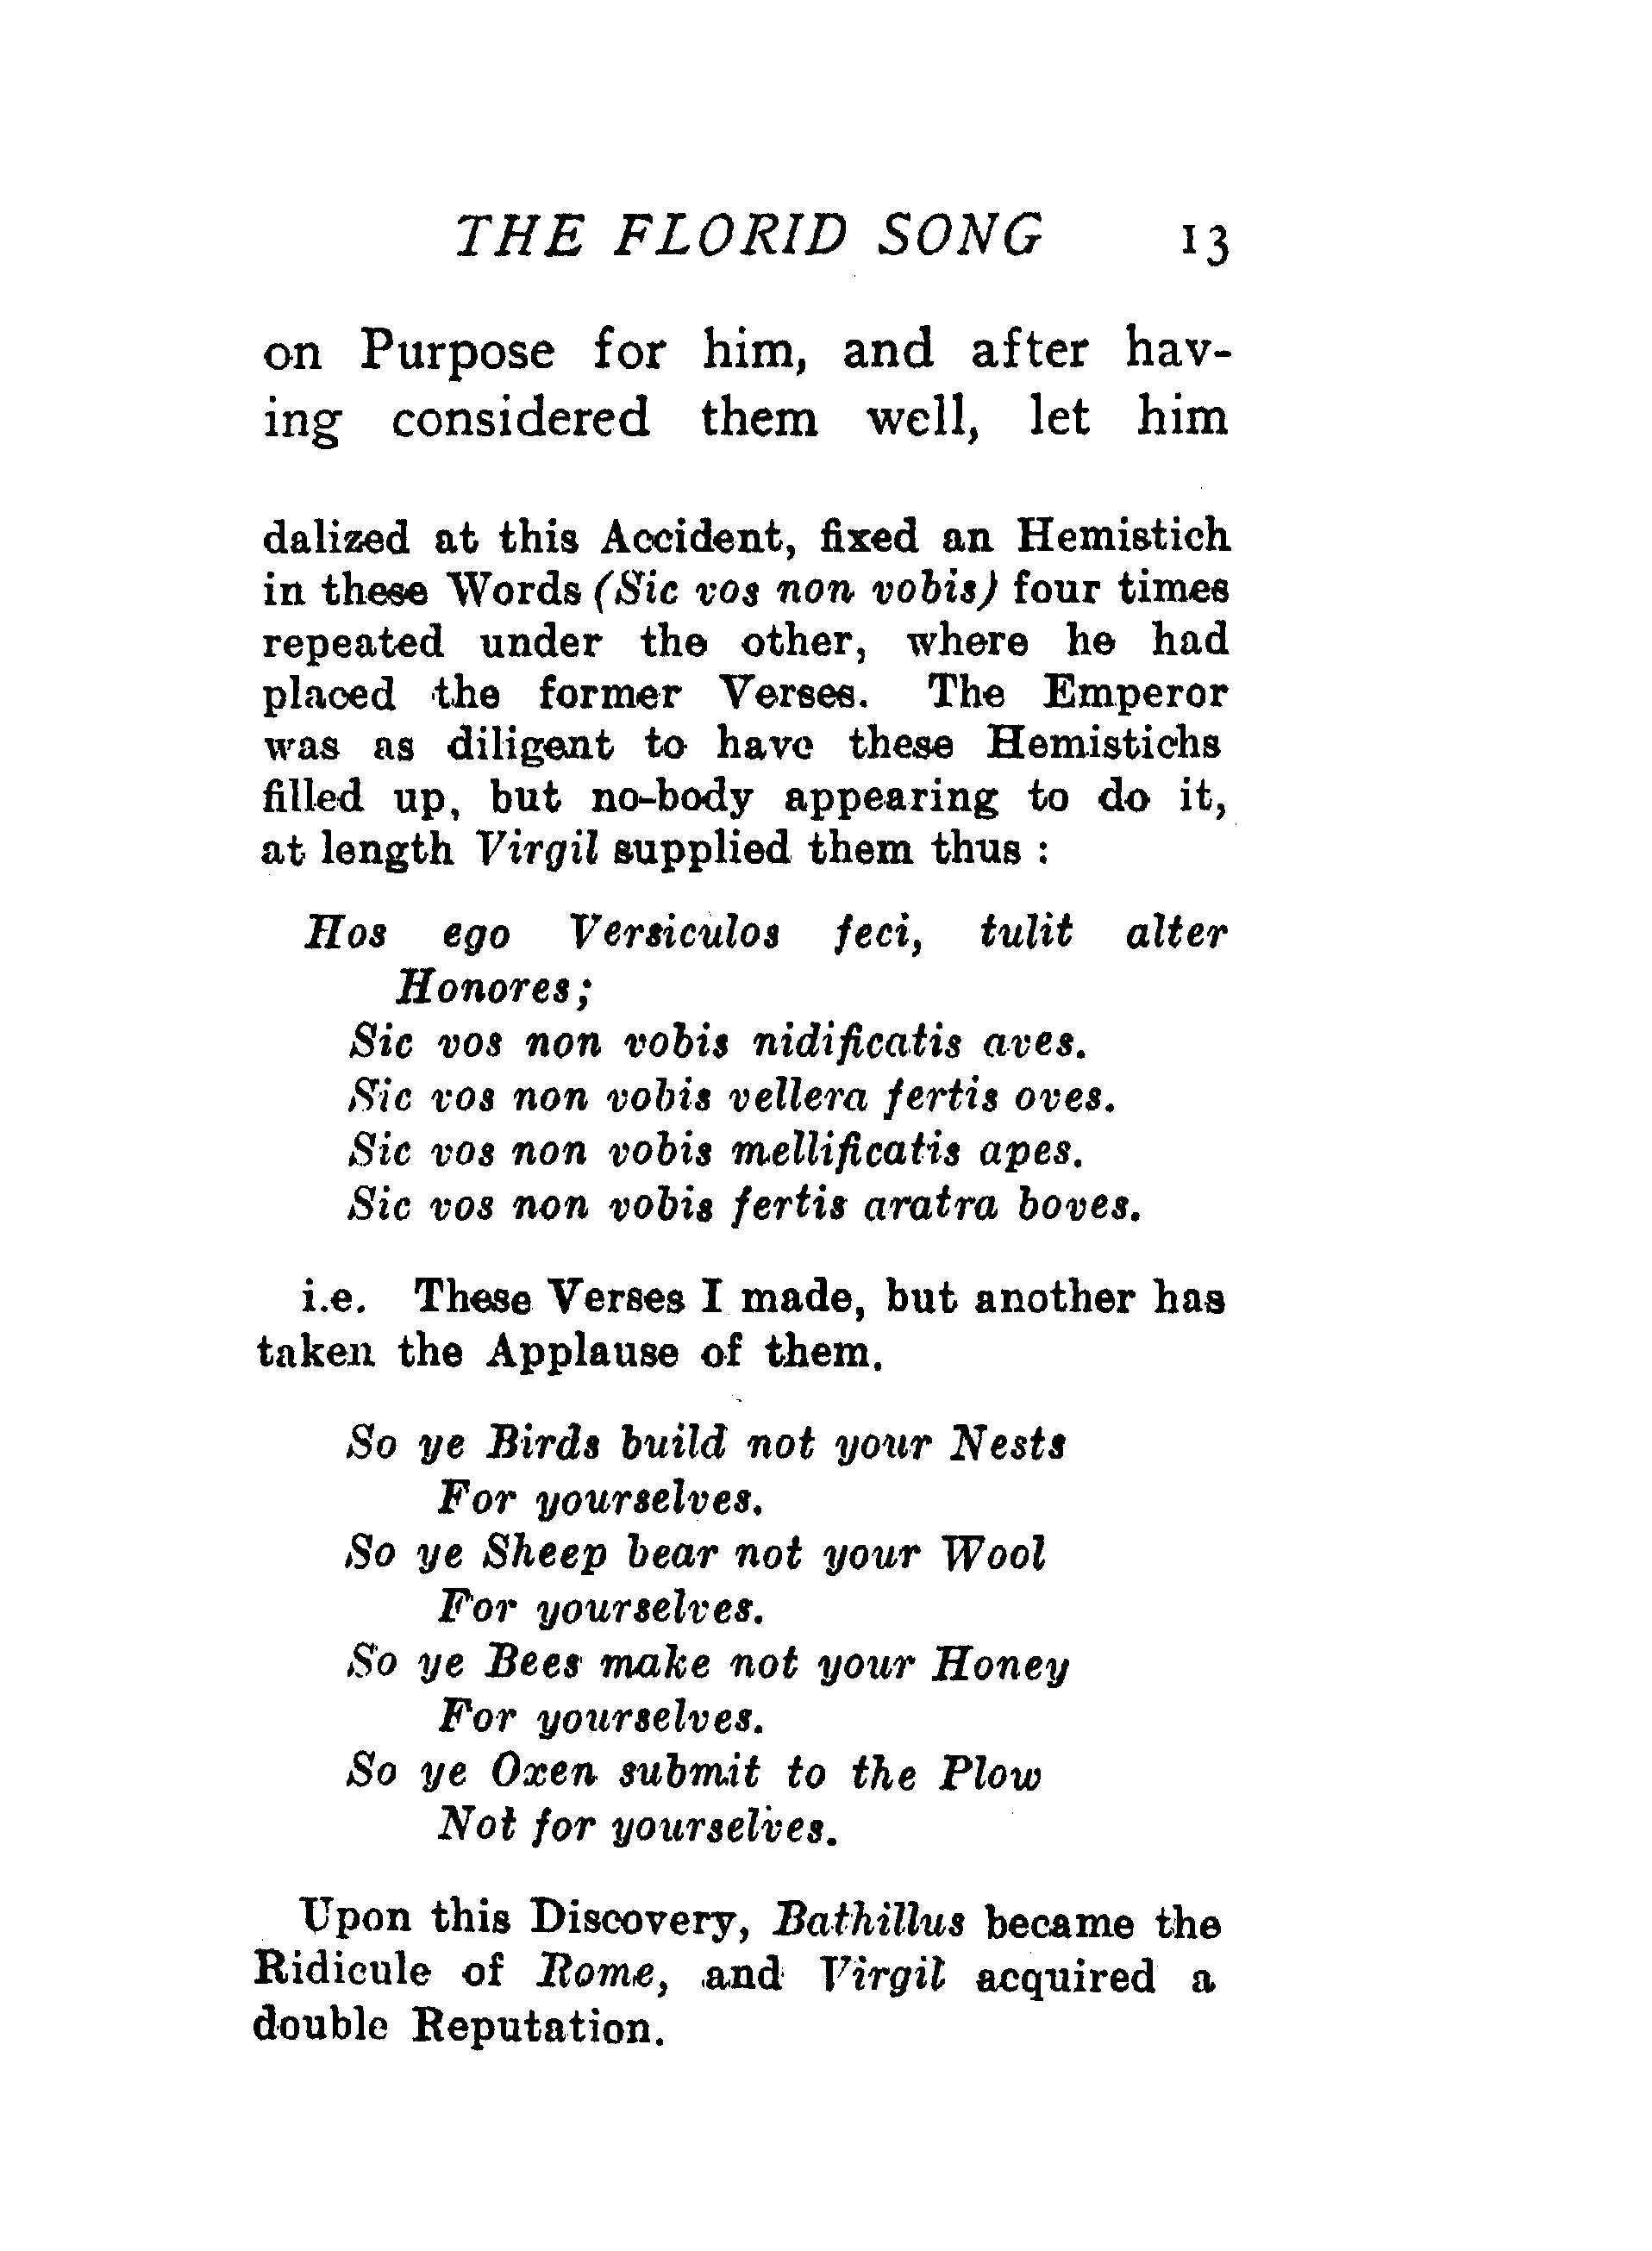 THE FLORID SONG 13
on Purpose for him, and after hav-
ing considered them well, let him
dalized at this Accident, fixed an Hemistich
in these Words (Sic vos non vobis) four times
repeated under the other, where he had
placed the former Verses. The Emperor
was as diligent to have these Hemistichs
filled up, but no-body appearing to do it,
at length Virgil supplied them thus :
Hos ego Versiculos feci, tulit alter
Honores;
Sic vos non vobis nidificatis aves.
Sic vos non vobis vellera fertis oves.
Sic vos non vobis mellificatis apes.
Sic vos non vobis fertis aratra boves.
i.e. These Verses I made, but another has
taken the Applause of them.
So ye Birds build not your Nests
For yourselves.
So ye Sheep bear not your Wool
For yourselves.
So ye Bees make not your Honey
For yourselves.
So ye Oxen submit to the Plow
Not for yourselves.
Upon this Discovery, Bathillus became the
Ridicule of Rome, and Virgil acquired a
double Reputation.